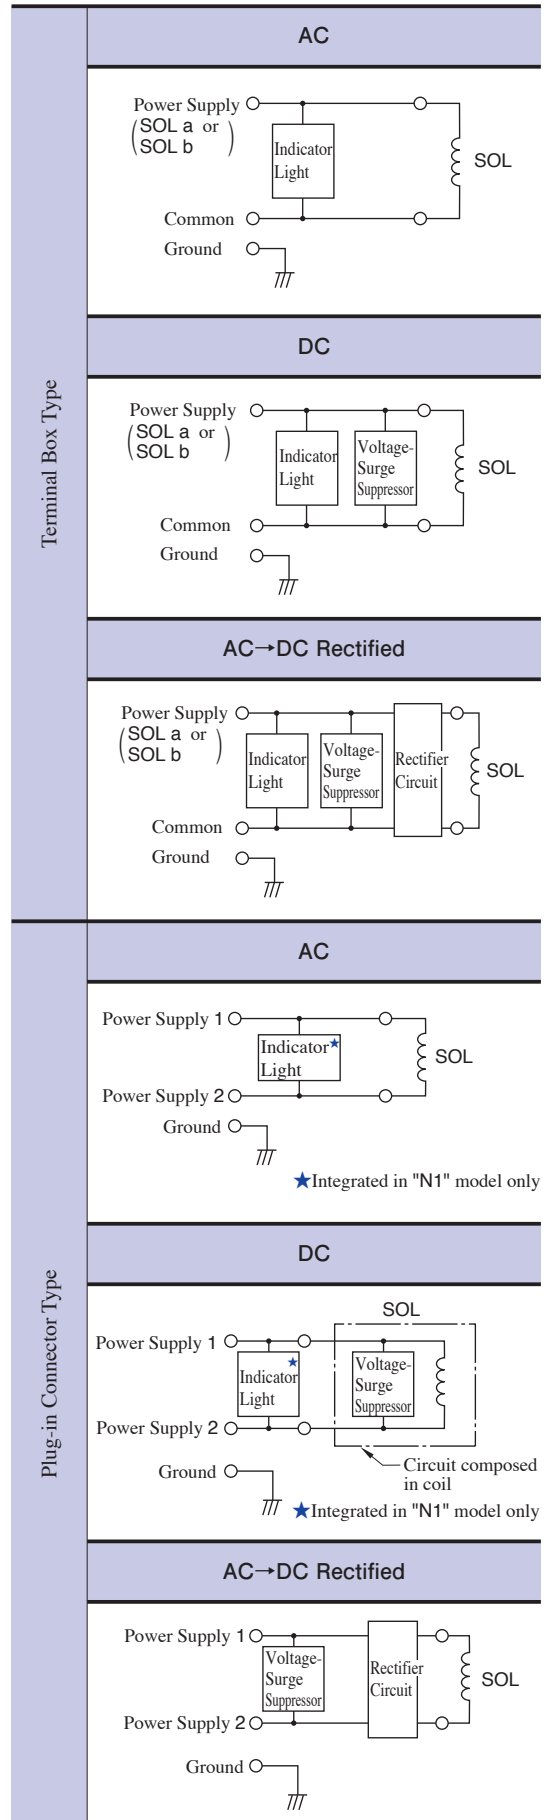 Terminal Box Type
AC
Power Supply
(SOL a or
SOL b )
Indicator
Light
SOL
Common
Ground
DC
Power Supply
(SOL a or
SOL b )
Indicator
Light
Voltage-
Surge
Suppressor
SOL
Common
Ground
AC→DC Rectified
Power Supply
(SOL a or
SOL b )
Indicator
Light
Voltage-
Surge
Suppressor
Rectifier
Circuit
SOL
Common
Ground
Plug-in Connector Type
AC
Power Supply 1
Indicator★
Light
SOL
Power Supply 2
Ground
★Integrated in "N1" model only
DC
SOL
Power Supply 1
★
Indicator
Light
Voltage-
Surge
Suppressor
Power Supply 2
Circuit composed
in coil
Ground
★Integrated in "N1" model only
AC→DC Rectified
Power Supply 1
Voltage-
Surge
Suppressor
Rectifier
Circuit
SOL
Power Supply 2
Ground